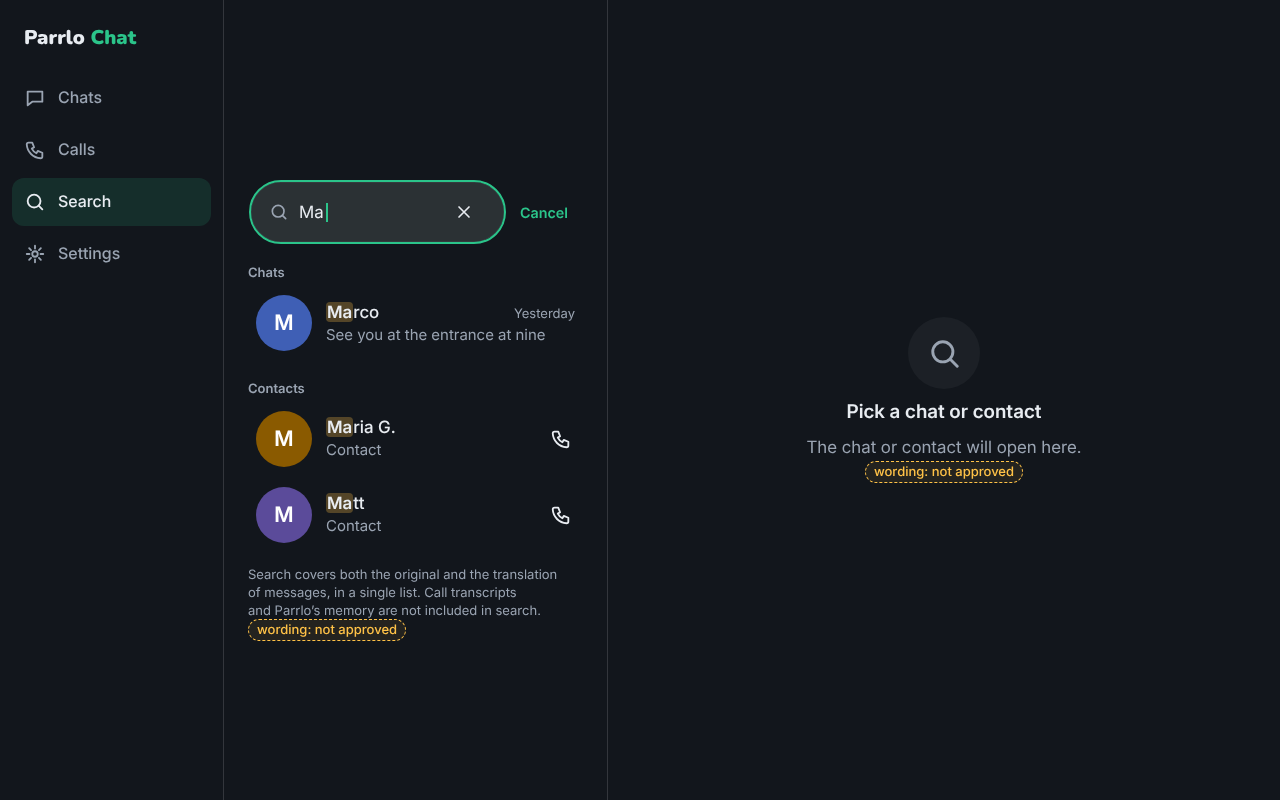 Parrlo Chat
Chats
Calls
Search
Settings
Ma
Cancel
Chats
M
Marco
Yesterday
See you at the entrance at nine
Contacts
M
Maria G.
Contact
M
Matt
Contact
Search covers both the original and the translation
of messages, in a single list. Call transcripts
and Parrlo’s memory are not included in search.
wording: not approved
Pick a chat or contact
The chat or contact will open here.
wording: not approved